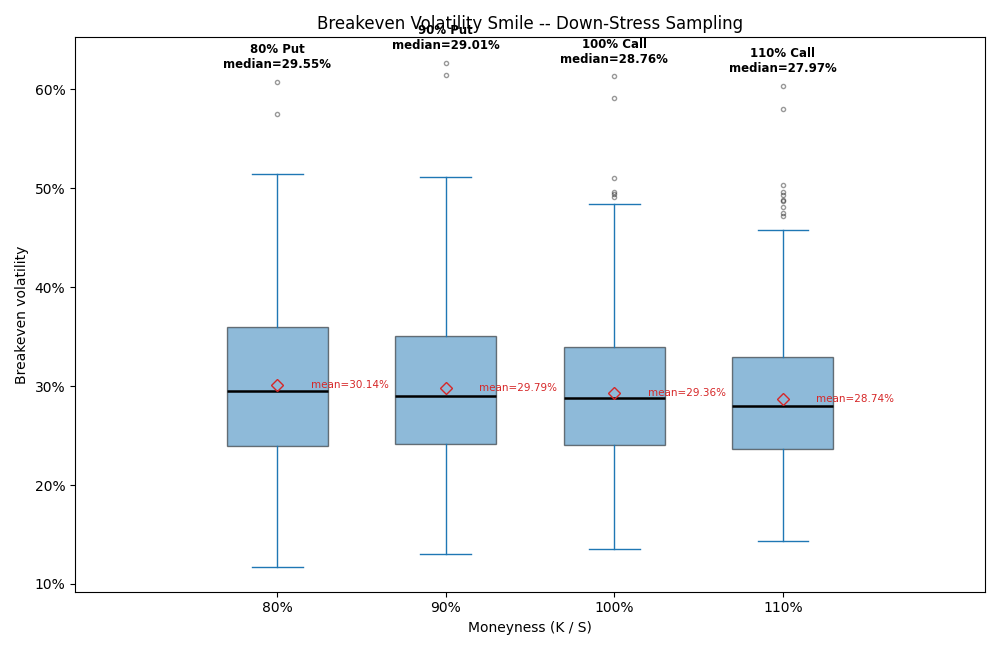 Breakeven Volatility Smile -- Down-Stress Sampling
80% Put
median=29.55%
90% Put
median=29.01%
100% Call
median=28.76%
110% Call
median=27.97%
60%
50%
40%
30%
20%
10%
Breakeven volatility
mean=30.14%
mean=29.79%
mean=29.36%
mean=28.74%
80%
90%
100%
110%
Moneyness (K / S)